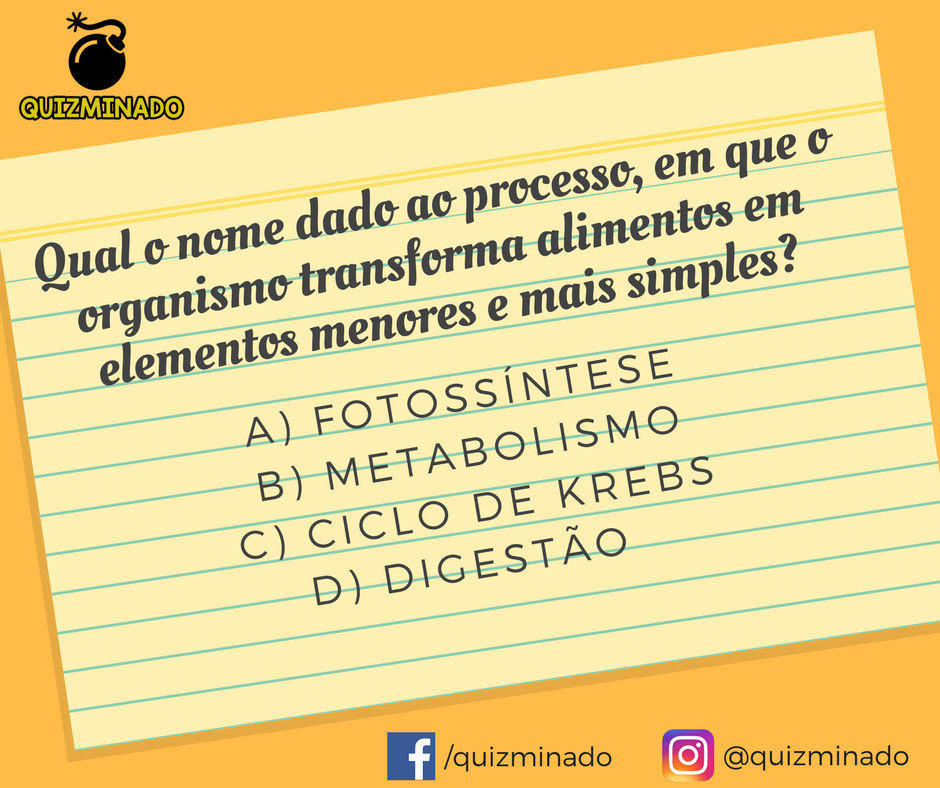 QUIZMINADO
Qual o nome dado ao processo, em que o
organismo transforma alimentos em
elementos menores e mais simples?
A) FOTOSSÍNTESE
B) METABOLISMO
C) CICLO DE KREBS
D) DIGESTÃO
/quizminado
@quizminado